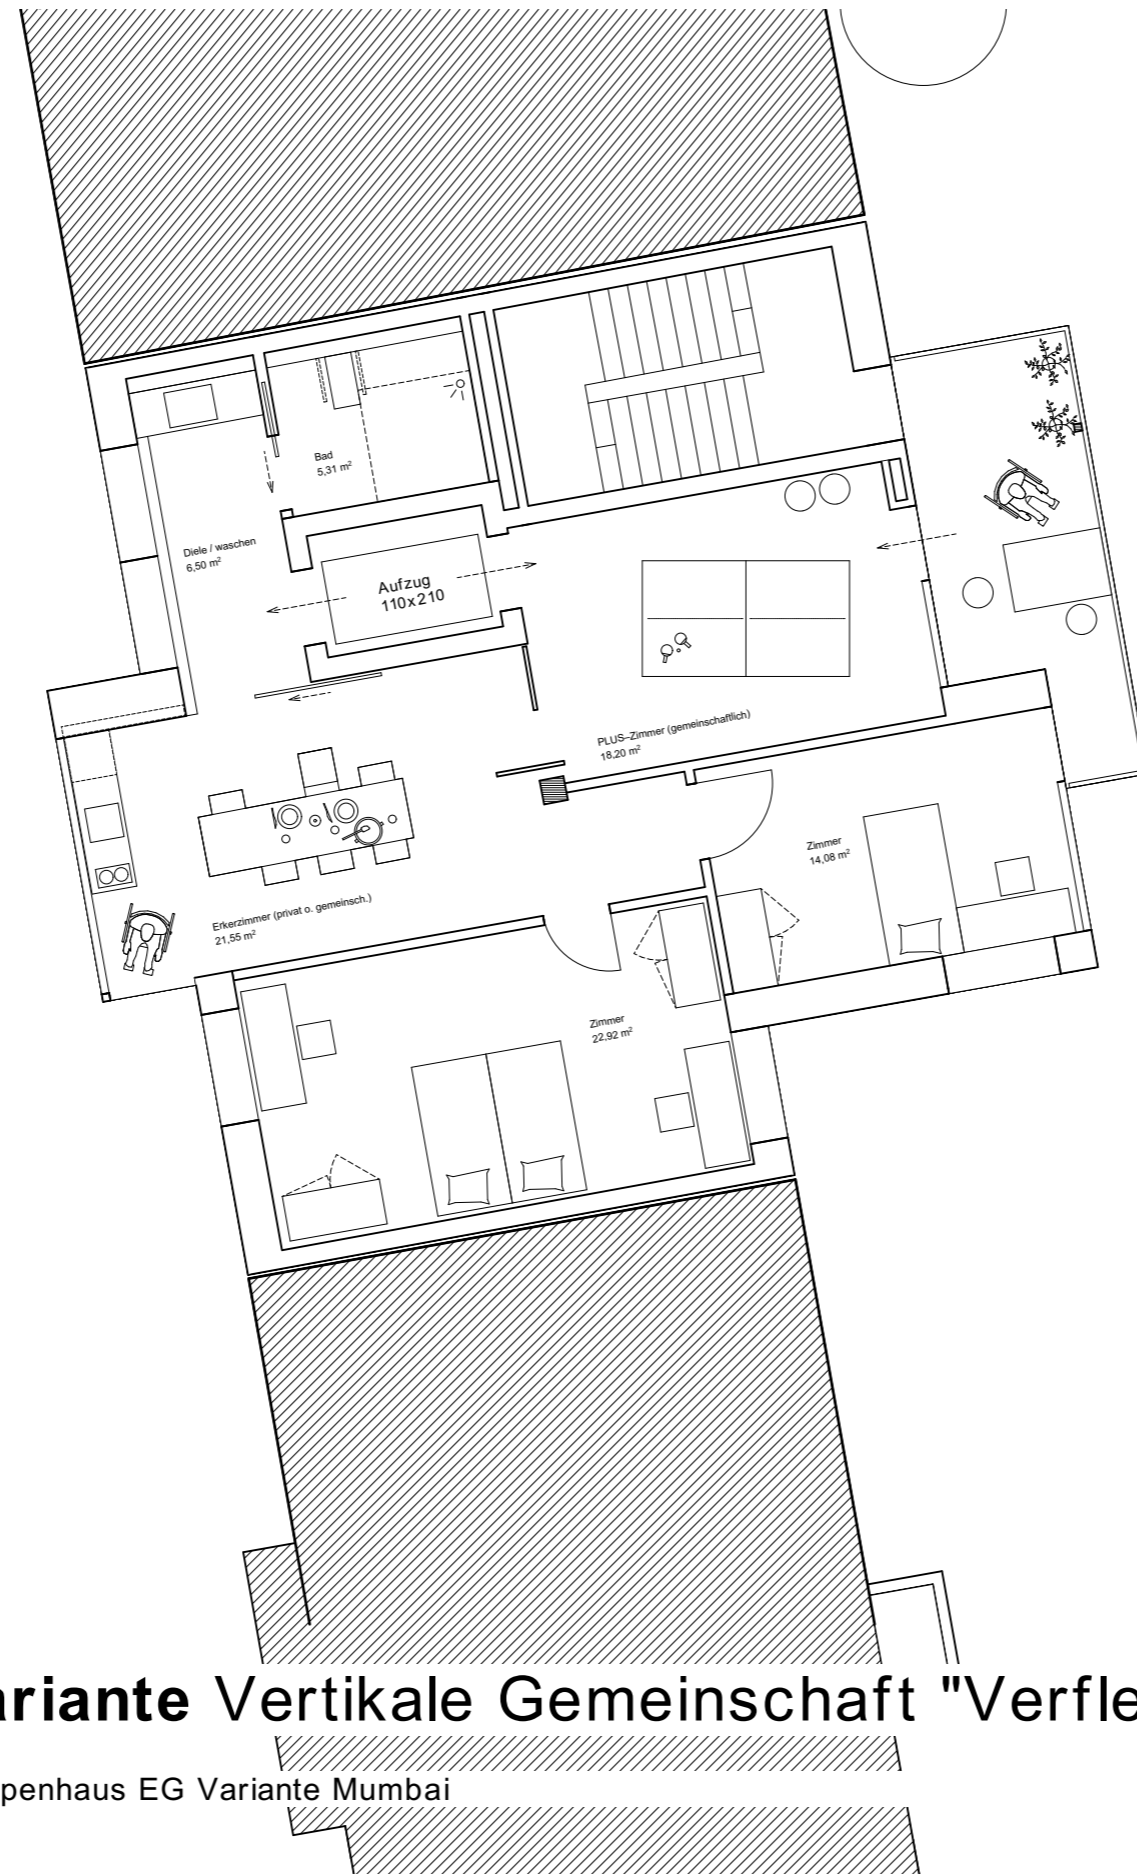 Bad
5,31 m²
Diele / waschen
6,50 m²
Aufzug
110x210
PLUS–Zimmer (gemeinschaftlich)
18,20 m²
Zimmer
14,08 m²
Erkerzimmer (privat o. gemeinsch.)
21,55 m²
Zimmer
22,92 m²
ariante Vertikale Gemeinschaft "Verfle
penhaus EG Variante Mumbai